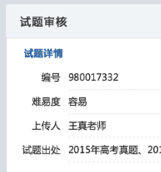 试题审核
试题详情
编号 980017332
难易度 容易
上传人 王真老师
试题出处 2015年高考真题、201